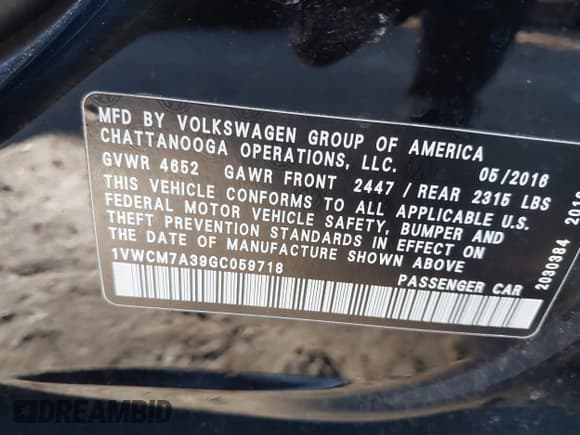 MFD BY VOLKSWAGEN GROUP OF AMERICA
CHATTANOOGA OPERATIONS, LLC. 05/2016
GVWR 4652 GAWR FRONT 2447 / REAR 2315 LBS
THIS VEHICLE CONFORMS TO ALL APPLICABLE U.S.
FEDERAL MOTOR VEHICLE SAFETY, BUMPER AND
THEFT PREVENTION STANDARDS IN EFFECT ON
THE DATE OF MANUFACTURE SHOWN ABOVE
1VWCM7A39GC059718 PASSENGER CAR
2030384
DREAMBID